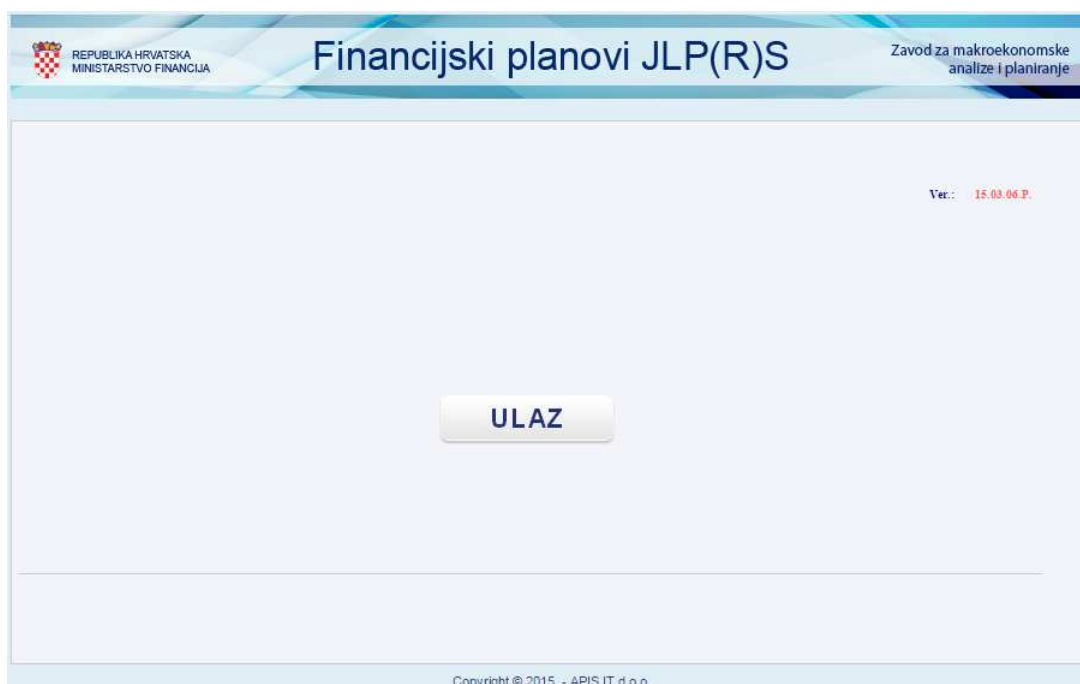 REPUBLIKA HRVATSKA
MINISTARSTVO FINANCIJA
Financijski planovi JLP(R)S
Zavod za makroekonomske
analize i planiranje
Ver.: 15.03.06.P.
ULAZ
Copyright © 2015. - APIS IT d.o.o.